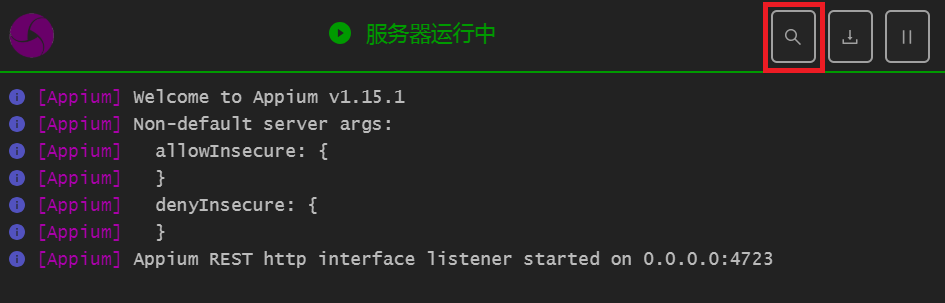 服务器运行中
[Appium] Welcome to Appium v1.15.1
[Appium] Non-default server args:
[Appium]   allowInsecure: {
[Appium]   }
[Appium]   denyInsecure: {
[Appium]   }
[Appium] Appium REST http interface listener started on 0.0.0.0:4723